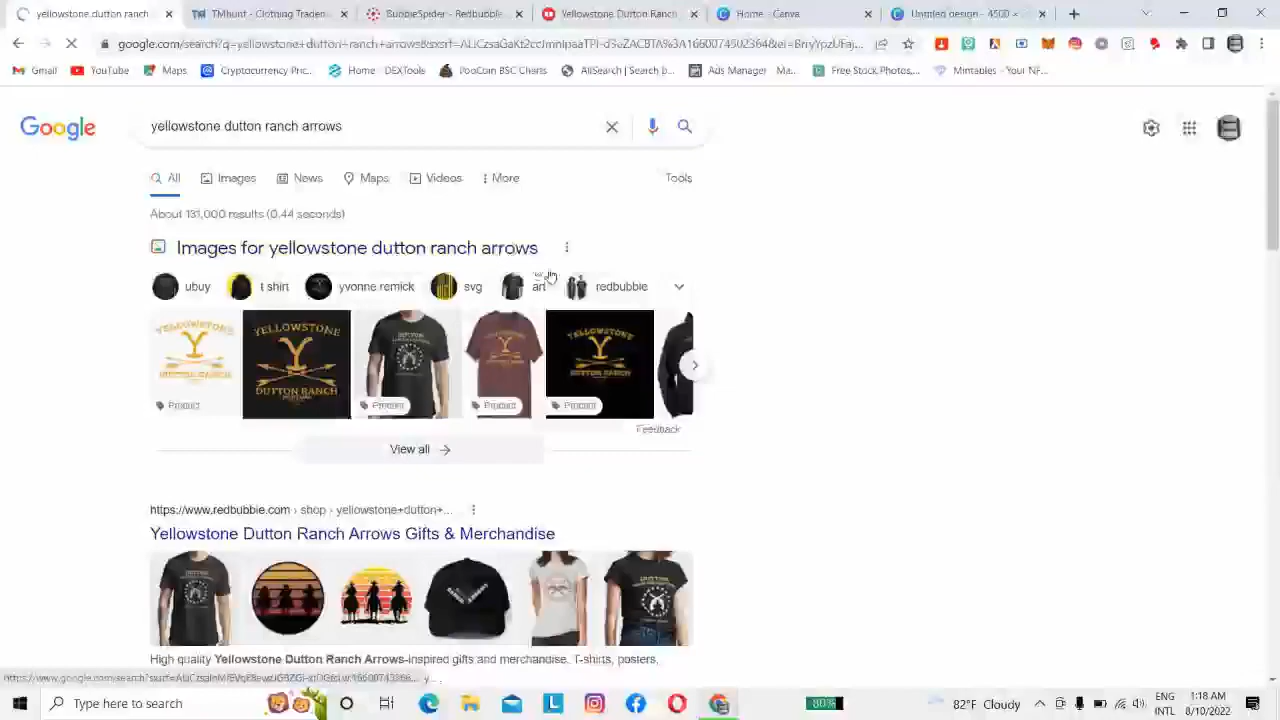 yellowstone dutton ranch arrow
TMhunt - Clothing Tradem
BubbleSpider - Redbubble
Yellowstone Dutton Ranch
Home - Canva
Untitled design - 4500 ×
Gmail
YouTube
Maps
Cryptocurrency Pric...
Home
DEXTools
PooCoin BSC Charts
AllSearch | Search b...
Ads Manager
Ma...
Free Stock Photos,...
Mintables - Your NF...
Google
yellowstone dutton ranch arrows
All
Images
News
Maps
Videos
More
Tools
About 131,000 results (0.44 seconds)
Images for yellowstone dutton ranch arrows
ubuy
t shirt
yvonne remick
svg
art
redbubble
YELLOWSTONE
DUTTON RANCH
YELLOWSTONE
DUTTON RANCH
YELLOWSTONE
DUTTON RANCH
Product
Product
Product
Product
Feedback
View all
https://www.redbubble.com › shop › yellowstone+dutton+...
Yellowstone Dutton Ranch Arrows Gifts & Merchandise
High quality Yellowstone Dutton Ranch Arrows-inspired gifts and merchandise. T-shirts, posters,
Type here to search
80%
82°F Cloudy
ENG
INTL
1:18 AM
8/10/2022